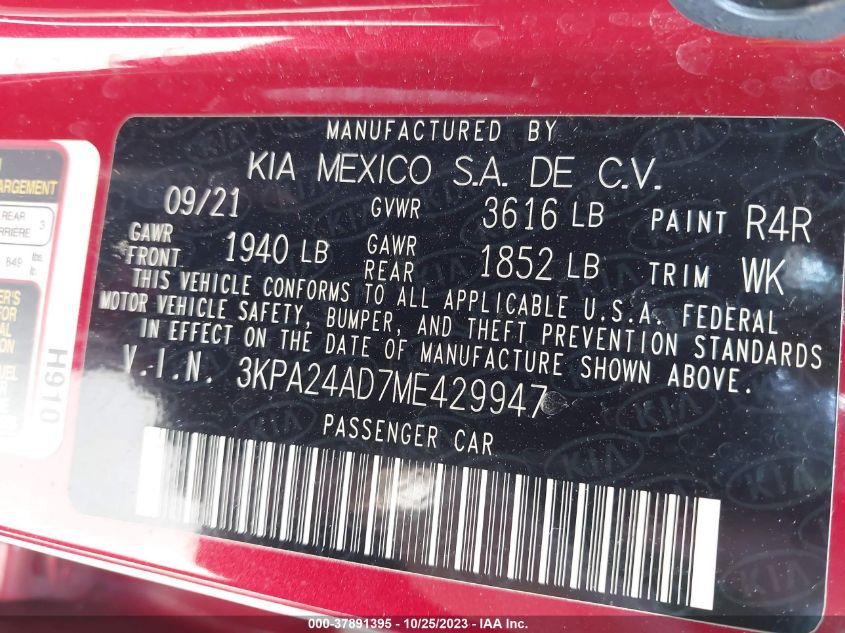 MANUFACTURED BY
KIA MEXICO S.A. DE C.V.
09/21 GVWR 3616 LB PAINT R4R
GAWR FRONT 1940 LB GAWR REAR 1852 LB TRIM WK
THIS VEHICLE CONFORMS TO ALL APPLICABLE U.S.A. FEDERAL
MOTOR VEHICLE SAFETY, BUMPER, AND THEFT PREVENTION STANDARDS
IN EFFECT ON THE DATE OF MANUFACTURE SHOWN ABOVE.
V.I.N. 3KPA24AD7ME429947
PASSENGER CAR
H910
REAR
3
849
KIA
© - 37891395 - 10/25/2023 - IAA Inc.